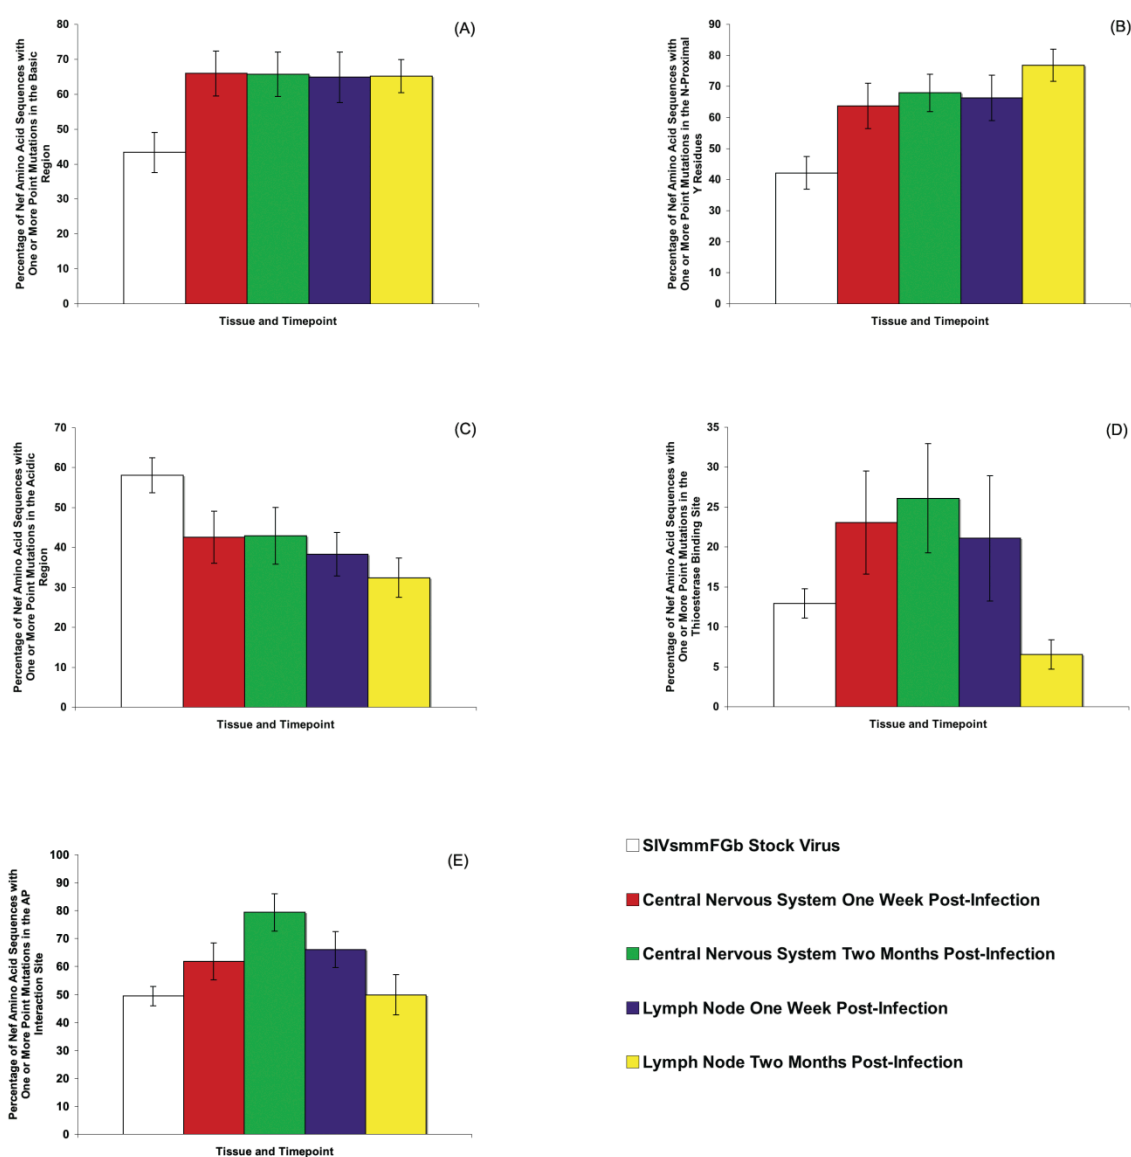 (A)
Percentage of Nef Amino Acid Sequences with
One or More Point Mutations in the Basic
Region
80
70
60
50
40
30
20
10
0
Tissue and Timepoint
(B)
Percentage of Nef Amino Acid Sequences with
One or More Point Mutations in the N-Proximal
Y Residues
90
80
70
60
50
40
30
20
10
0
Tissue and Timepoint
(C)
Percentage of Nef Amino Acid Sequences with
One or More Point Mutations in the Acidic
Region
70
60
50
40
30
20
10
0
Tissue and Timepoint
(D)
Percentage of Nef Amino Acid Sequences with
One or More Point Mutations in the
Thioesterase Binding Site
35
30
25
20
15
10
5
0
Tissue and Timepoint
(E)
Percentage of Nef Amino Acid Sequences with
One or More Point Mutations in the AP
Interaction Site
100
90
80
70
60
50
40
30
20
10
0
Tissue and Timepoint
SIVsmmFGb Stock Virus
Central Nervous System One Week Post-Infection
Central Nervous System Two Months Post-Infection
Lymph Node One Week Post-Infection
Lymph Node Two Months Post-Infection